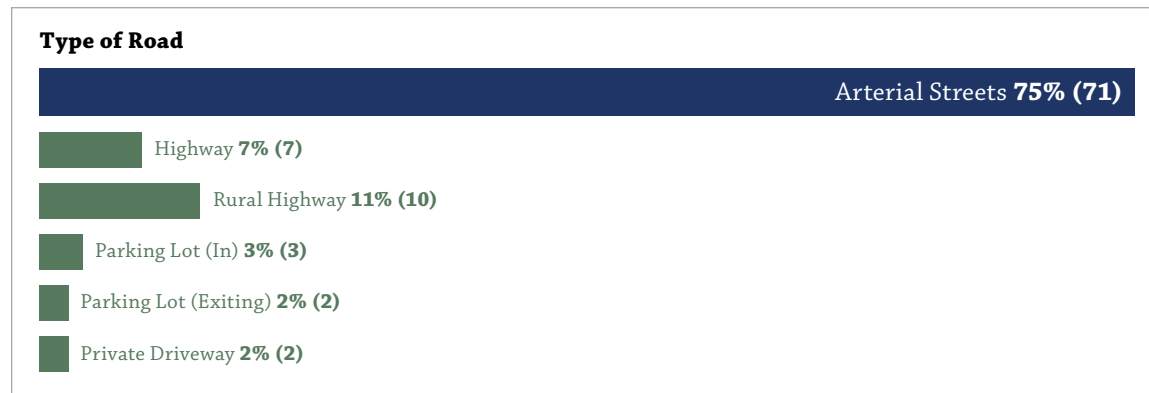 Type of Road
Arterial Streets 75% (71)
Highway 7% (7)
Rural Highway 11% (10)
Parking Lot (In) 3% (3)
Parking Lot (Exiting) 2% (2)
Private Driveway 2% (2)